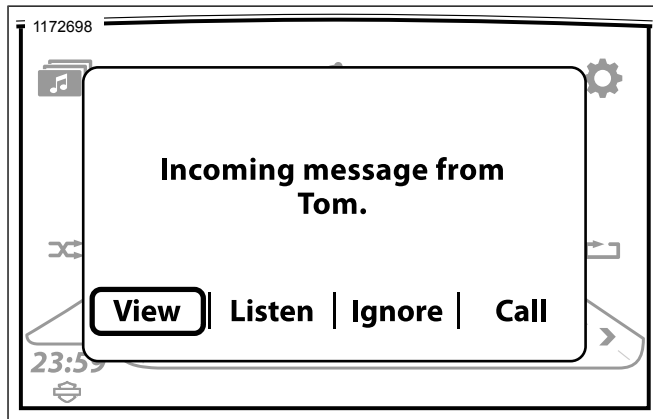 1172698
Incoming message from
Tom.
View | Listen | Ignore | Call
23:59